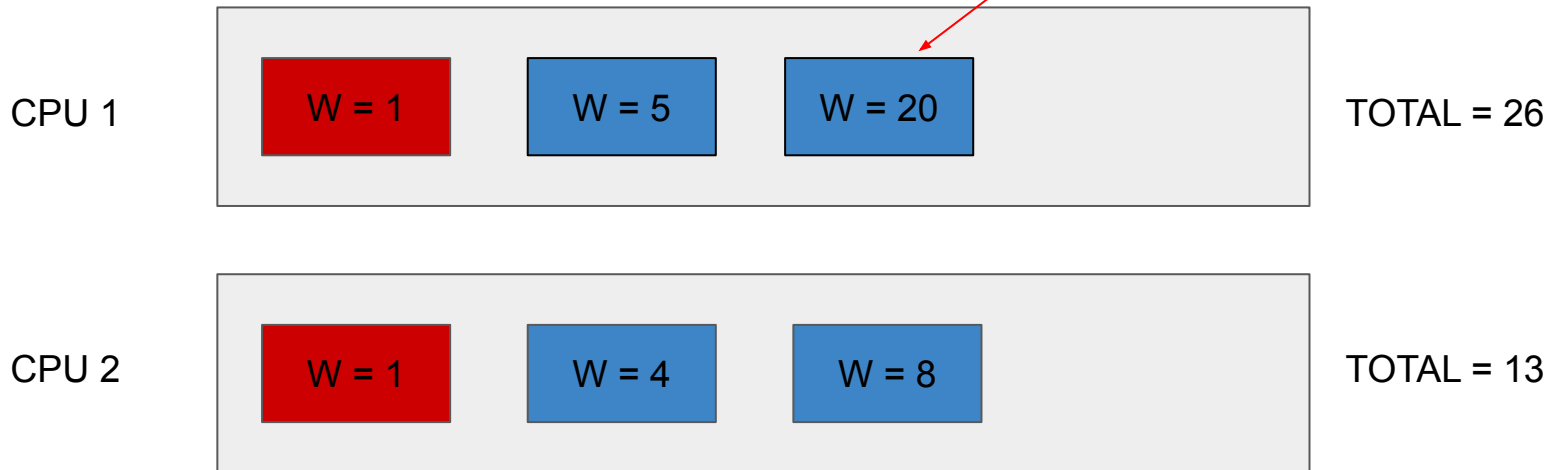 CPU 1 W = 1 W = 5 W = 20 TOTAL = 26
CPU 2 W = 1 W = 4 W = 8 TOTAL = 13